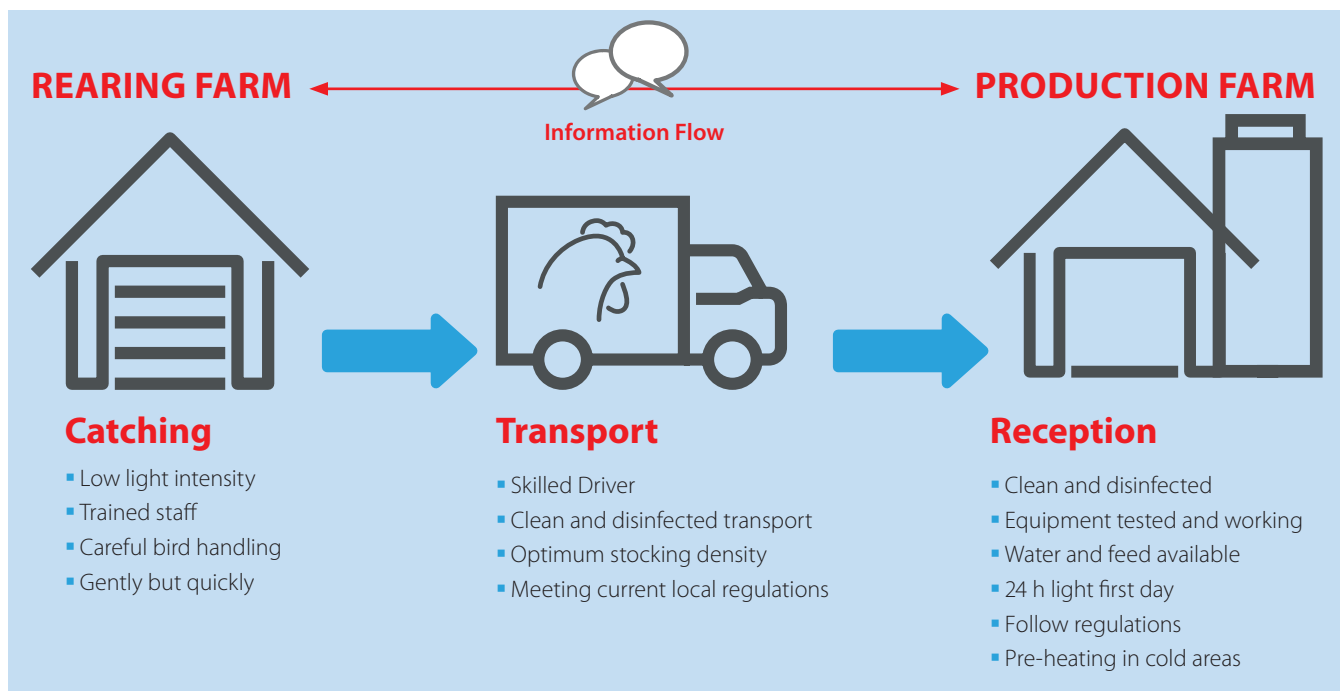 REARING FARM
Information Flow
PRODUCTION FARM
Catching
▪ Low light intensity
▪ Trained staff
▪ Careful bird handling
▪ Gently but quickly
Transport
▪ Skilled Driver
▪ Clean and disinfected transport
▪ Optimum stocking density
▪ Meeting current local regulations
Reception
▪ Clean and disinfected
▪ Equipment tested and working
▪ Water and feed available
▪ 24 h light first day
▪ Follow regulations
▪ Pre-heating in cold areas